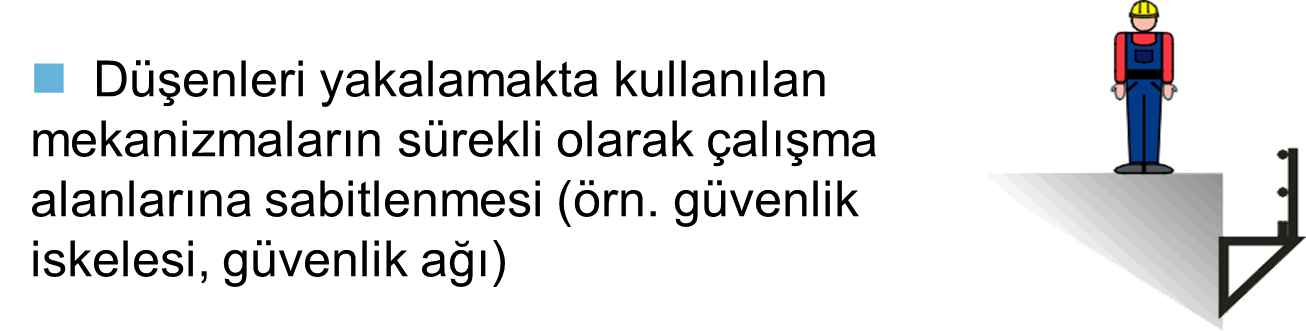 Düşenleri yakalamakta kullanılan
mekanizmaların sürekli olarak çalışma
alanlarına sabitlenmesi (örn. güvenlik
iskelesi, güvenlik ağı)